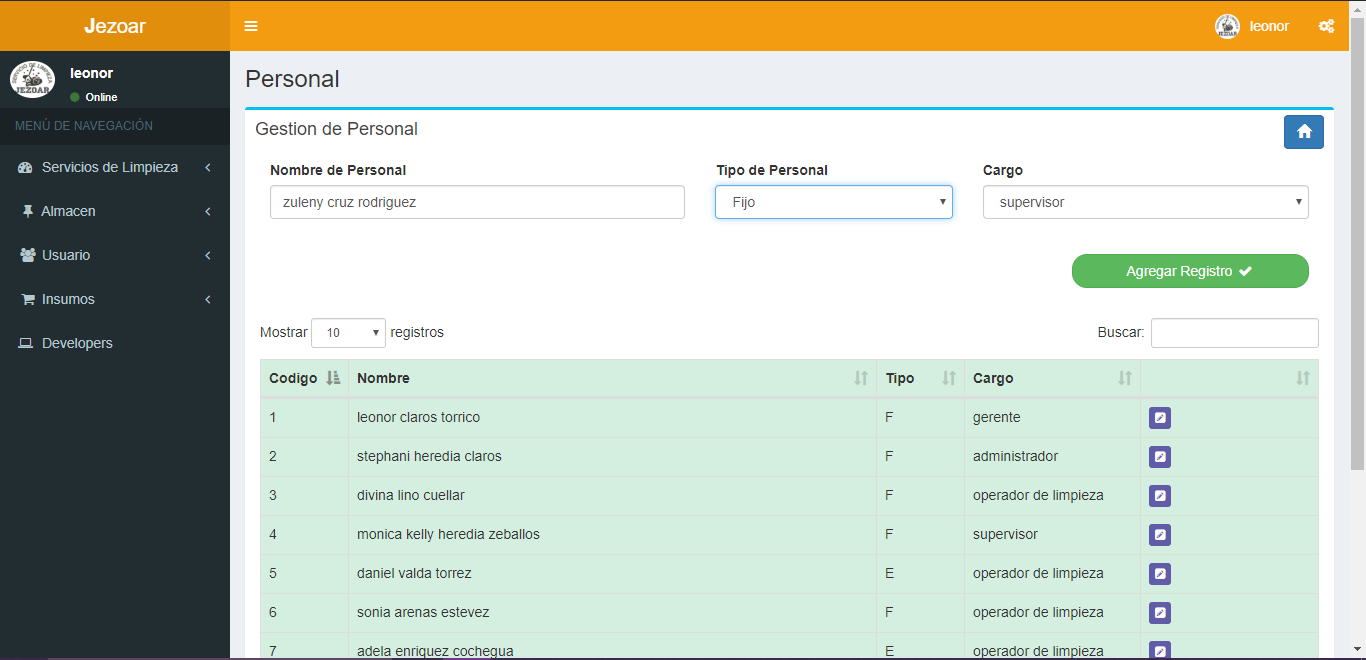 Jezoar
leonor
leonor
Online
MENÚ DE NAVEGACIÓN
Servicios de Limpieza
Almacen
Usuario
Insumos
Developers
Personal
Gestion de Personal
Nombre de Personal Tipo de Personal Cargo
zuleny cruz rodriguez Fijo supervisor
Agregar Registro
Mostrar 10 registros Buscar:
Codigo Nombre Tipo Cargo
1 leonor claros torrico F gerente
2 stephani heredia claros F administrador
3 divina lino cuellar F operador de limpieza
4 monica kelly heredia zeballos F supervisor
5 daniel valda torrez E operador de limpieza
6 sonia arenas estevez F operador de limpieza
7 adela enriquez cochegua E operador de limpieza